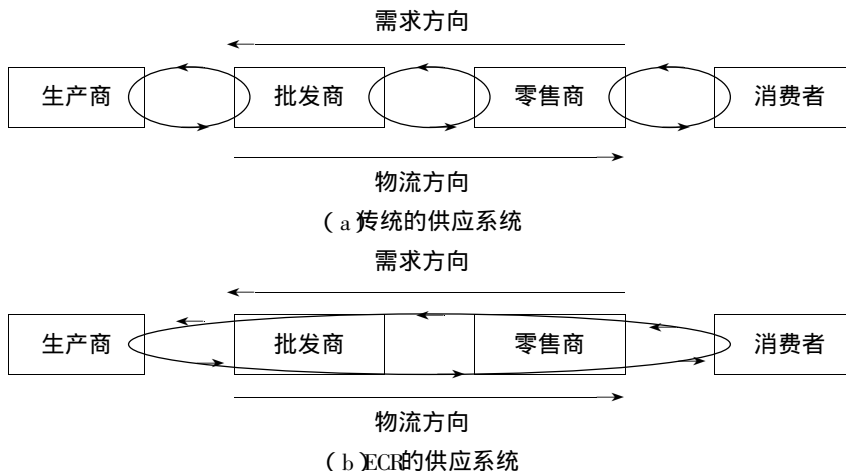 需求方向
生产商 批发商 零售商 消费者
物流方向
(a)传统的供应系统
需求方向
生产商 批发商 零售商 消费者
物流方向
(b)ECR的供应系统